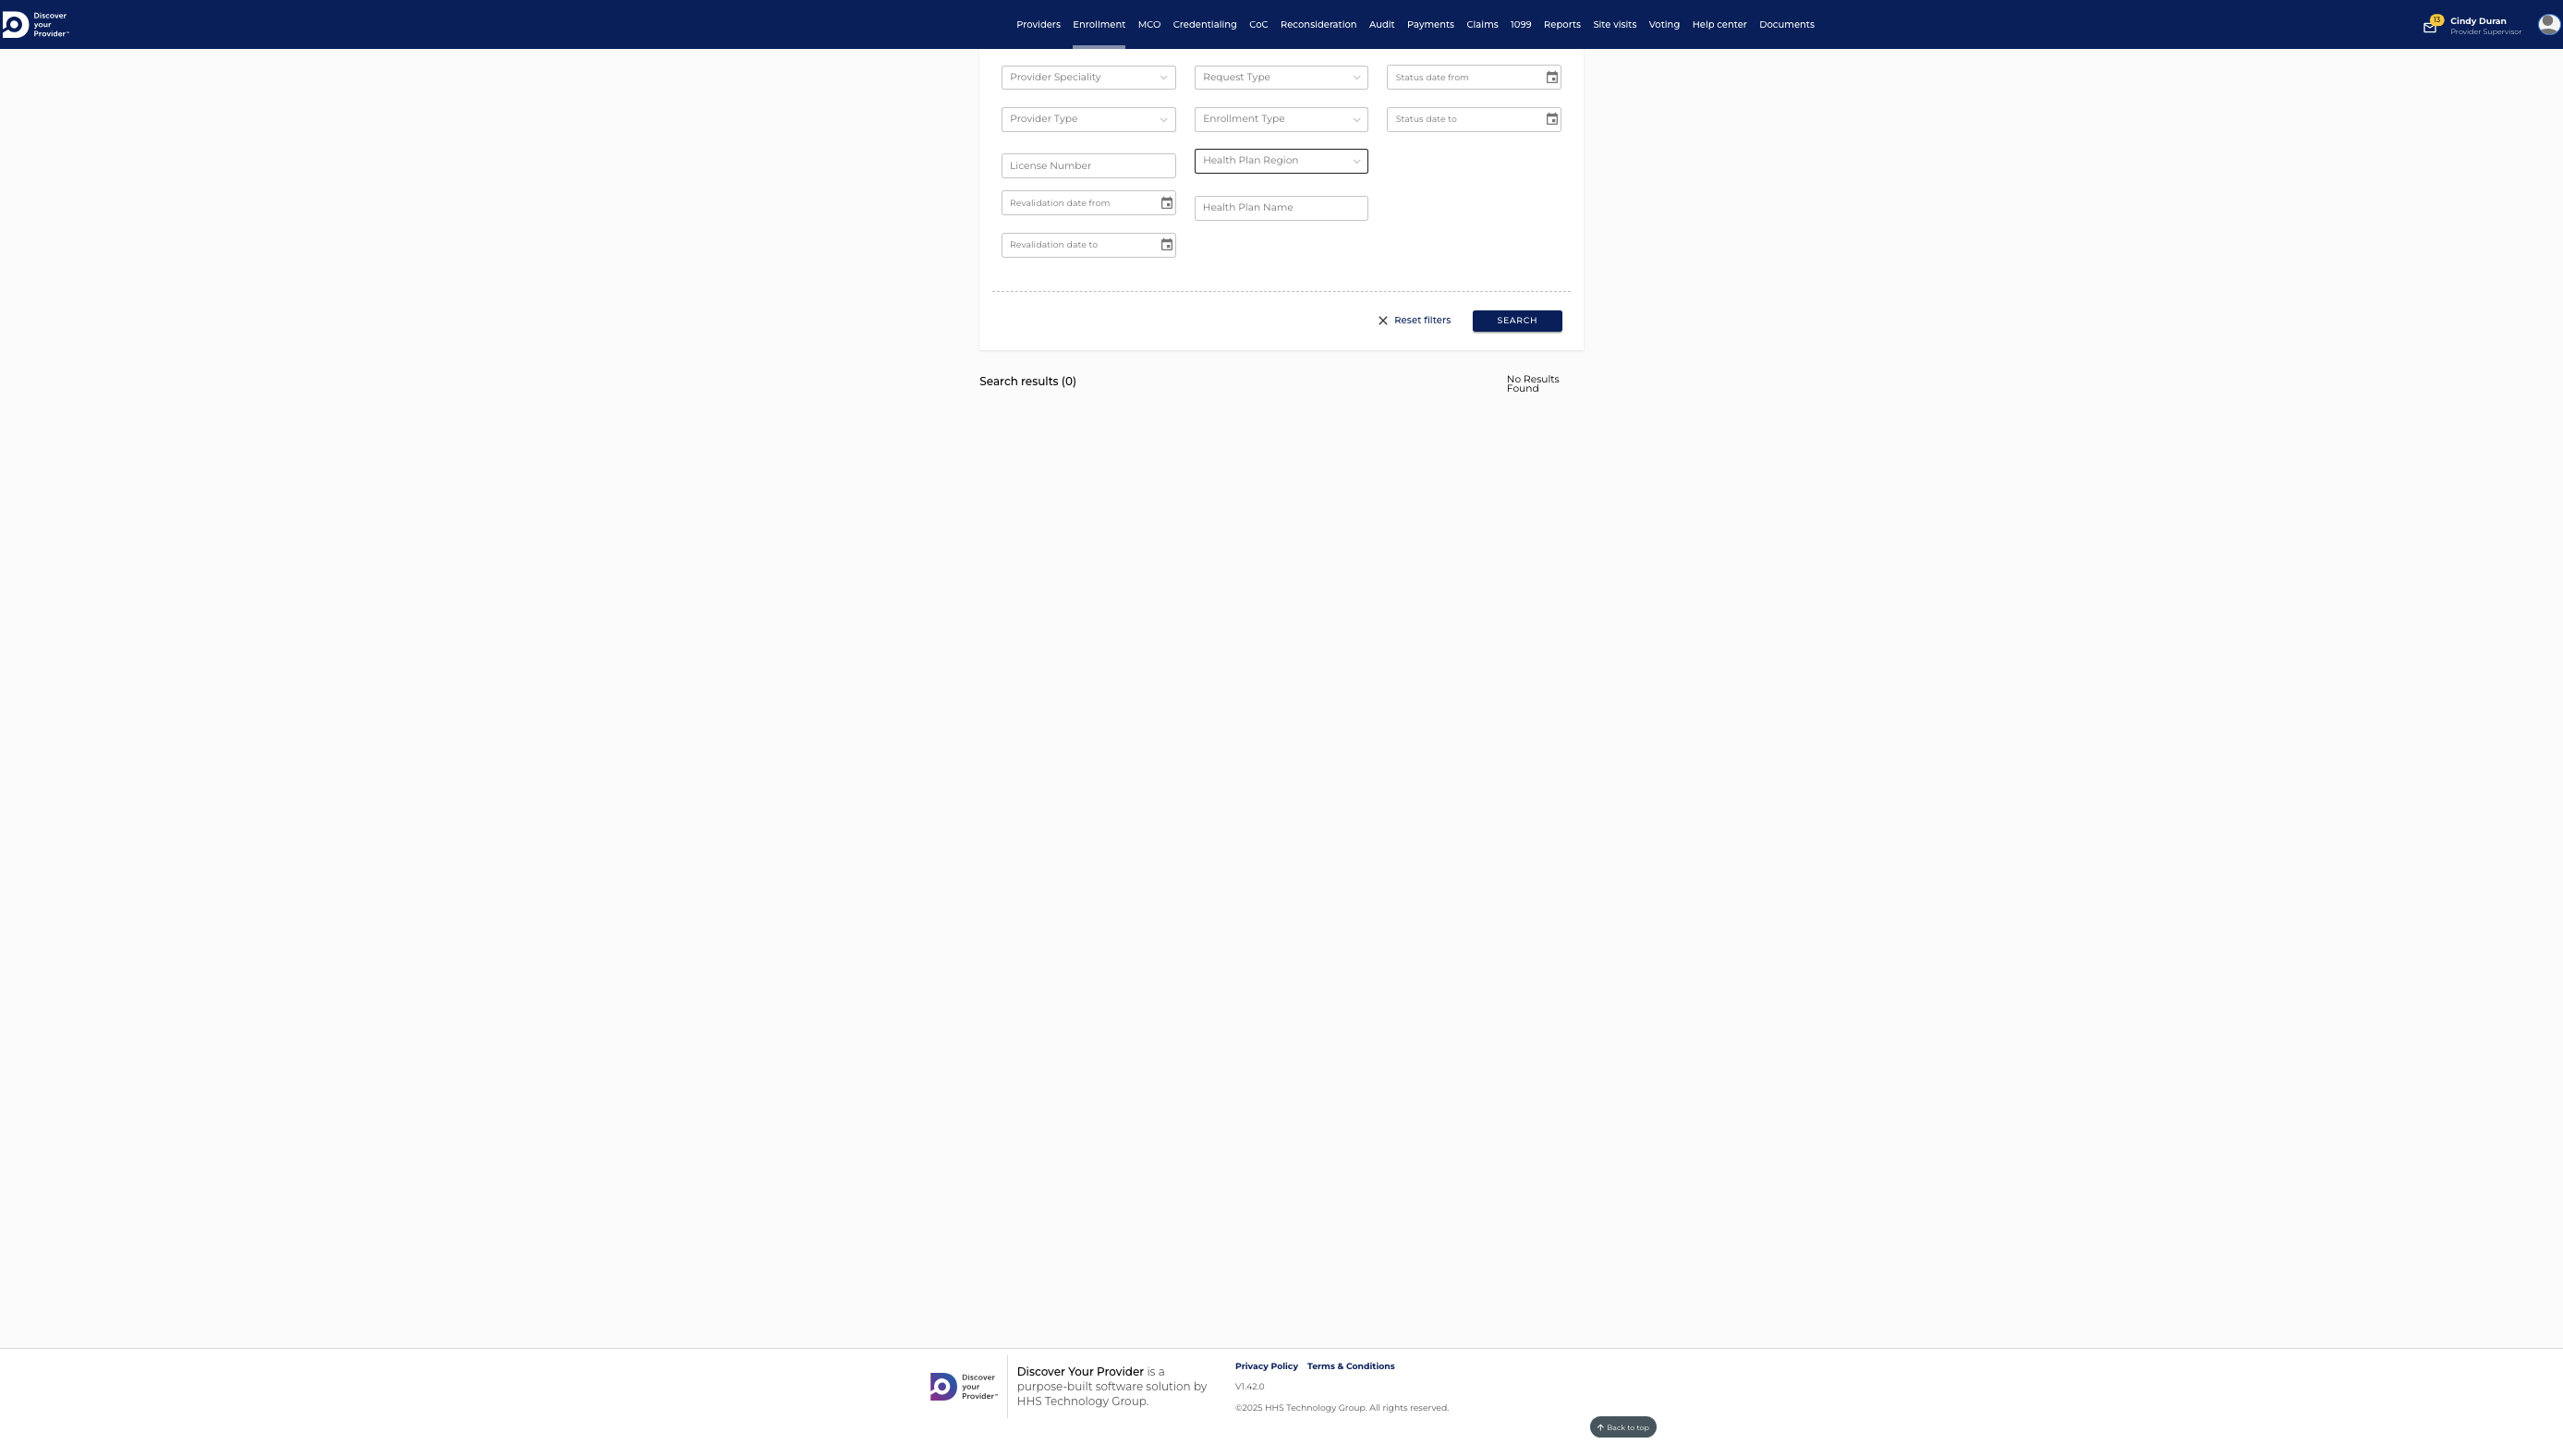 Discover
your
Provider™
Providers Enrollment MCO Credentialing CoC Reconsideration Audit Payments Claims 1099 Reports Site visits Voting Help center Documents
13
Cindy Duran
Provider Supervisor
Provider Speciality
Request Type
Status date from
Provider Type
Enrollment Type
Status date to
License Number
Health Plan Region
Revalidation date from
Health Plan Name
Revalidation date to
Reset filters
SEARCH
Search results (0)
No Results
Found
Discover
your
Provider™
Discover Your Provider is a
purpose-built software solution by
HHS Technology Group.
Privacy Policy Terms & Conditions
V1.42.0
©2025 HHS Technology Group. All rights reserved.
Back to top